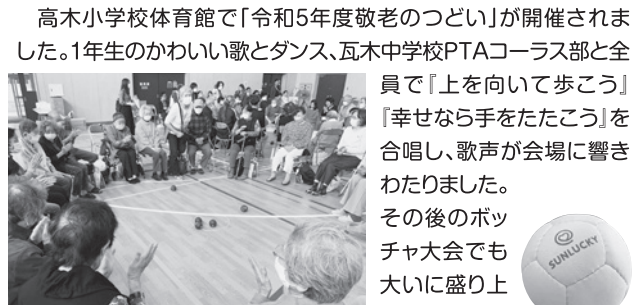 高木小学校体育館で「令和5年度敬老のつどい」が開催されま
した。1年生のかわいい歌とダンス、瓦木中学校PTAコーラス部と全
員で『上を向いて歩こう』
『幸せなら手をたたこう』を
合唱し、歌声が会場に響き
わたりました。
その後のボッ
チャ大会でも
大いに盛り上
SUNLUCKY